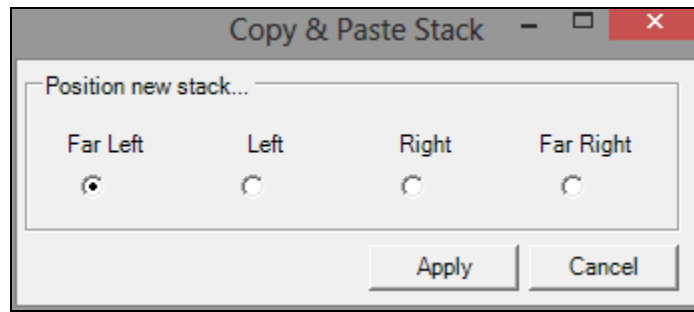 Copy & Paste Stack
Position new stack...
Far Left Left Right Far Right
Apply Cancel